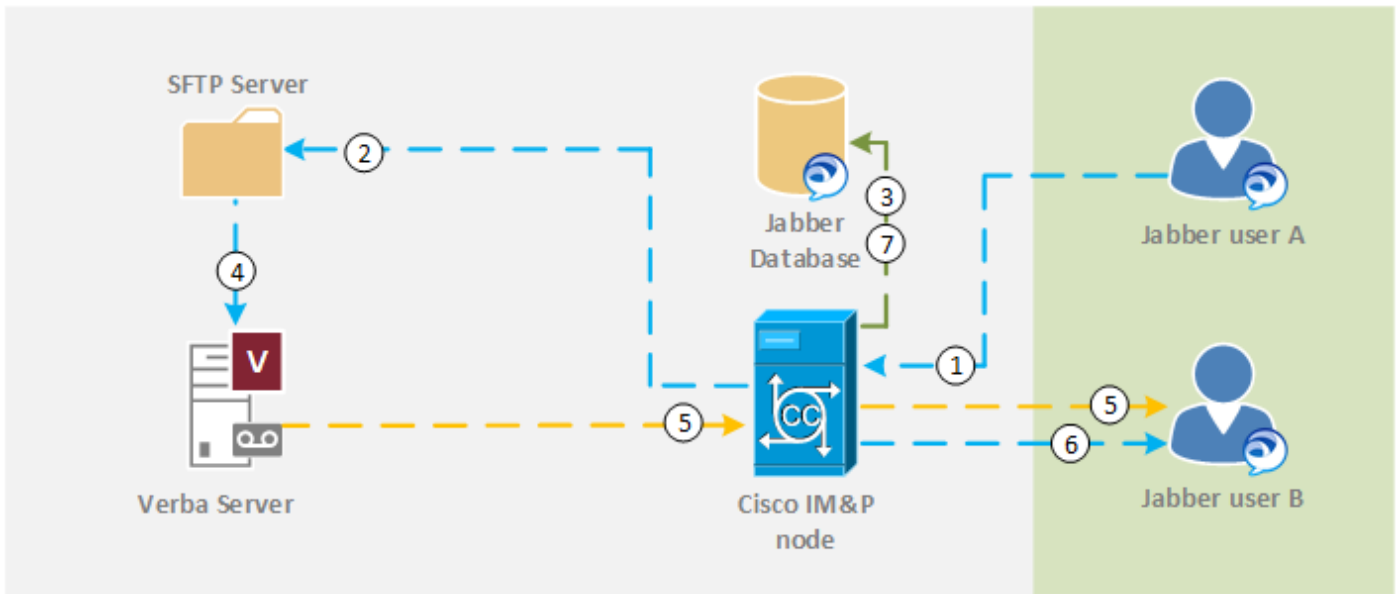 SFTP Server
2
3
Jabber
Database
7
Jabber user A
4
V
1
CC
5
5
6
Verba Server
Cisco IM&P
node
Jabber user B